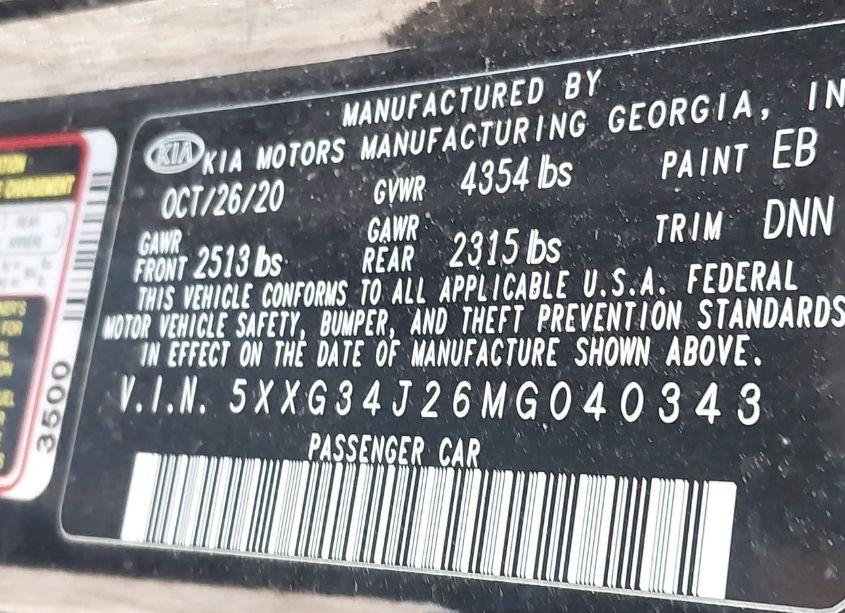 MANUFACTURED BY
KIA KIA MOTORS MANUFACTURING GEORGIA, IN
OCT/26/20 GVWR 4354 lbs PAINT EB
GAWR FRONT 2513 lbs GAWR REAR 2315 lbs TRIM DNN
THIS VEHICLE CONFORMS TO ALL APPLICABLE U.S.A. FEDERAL
MOTOR VEHICLE SAFETY, BUMPER, AND THEFT PREVENTION STANDARDS
IN EFFECT ON THE DATE OF MANUFACTURE SHOWN ABOVE.
V.I.N. 5XXG34J26MG040343
PASSENGER CAR
3500